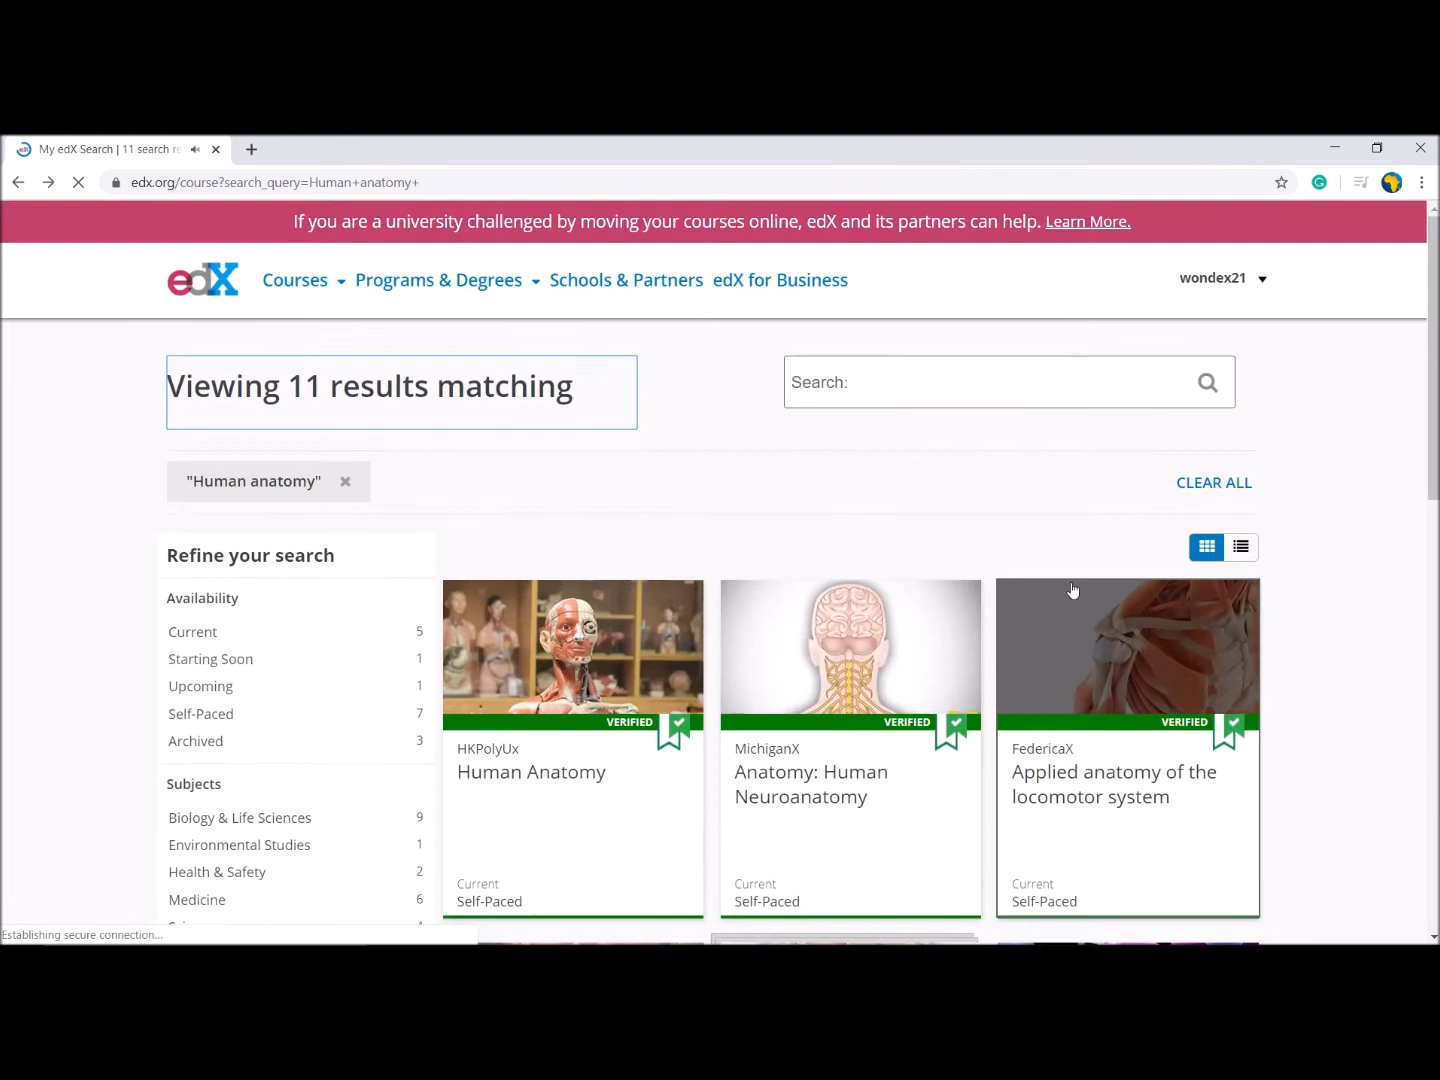 My edX Search | 11 search re
edx.org/course?search_query=Human+anatomy+
If you are a university challenged by moving your courses online, edX and its partners can help. Learn More.
edX Courses Programs & Degrees Schools & Partners edX for Business wondex21
Viewing 11 results matching
Search:
"Human anatomy"
CLEAR ALL
Refine your search
Availability
Current 5
Starting Soon 1
Upcoming 1
Self-Paced 7
Archived 3
Subjects
Biology & Life Sciences 9
Environmental Studies 1
Health & Safety 2
Medicine 6
VERIFIED
HKPolyUx
Human Anatomy
Current
Self-Paced
VERIFIED
MichiganX
Anatomy: Human
Neuroanatomy
Current
Self-Paced
VERIFIED
FedericaX
Applied anatomy of the
locomotor system
Current
Self-Paced
Establishing secure connection...